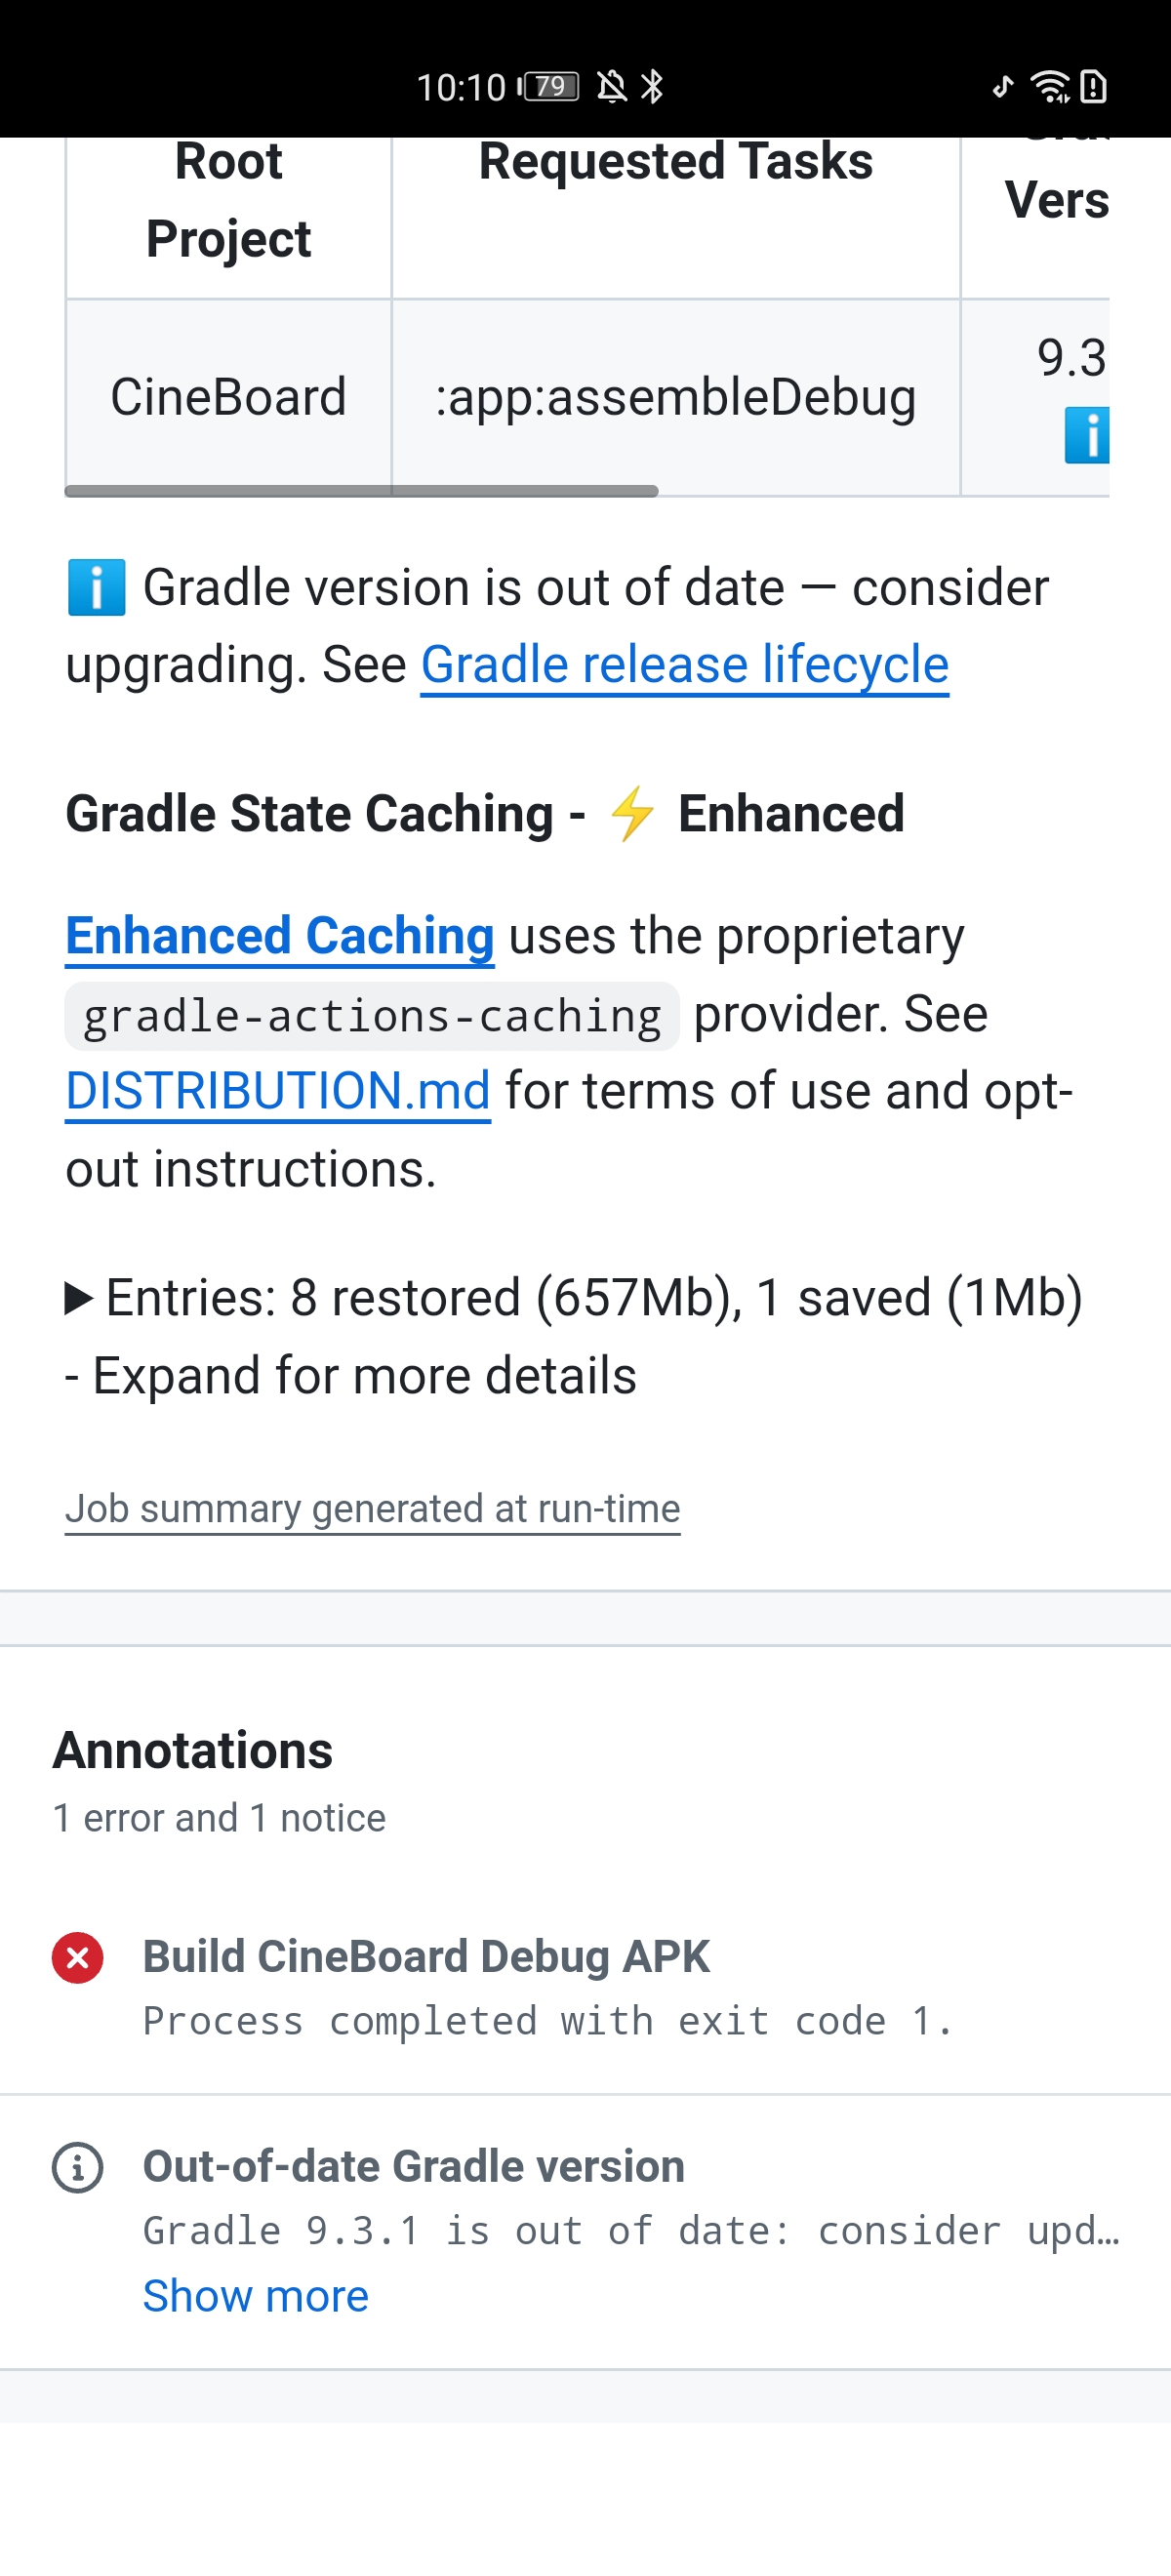 10:10 79
Root Project
Requested Tasks
Vers
CineBoard
:app:assembleDebug
9.3
Gradle version is out of date — consider
upgrading. See Gradle release lifecycle
Gradle State Caching - ⚡ Enhanced
Enhanced Caching uses the proprietary
gradle-actions-caching provider. See
DISTRIBUTION.md for terms of use and opt-
out instructions.
▶ Entries: 8 restored (657Mb), 1 saved (1Mb)
- Expand for more details
Job summary generated at run-time
Annotations
1 error and 1 notice
Build CineBoard Debug APK
Process completed with exit code 1.
Out-of-date Gradle version
Gradle 9.3.1 is out of date: consider upd…
Show more